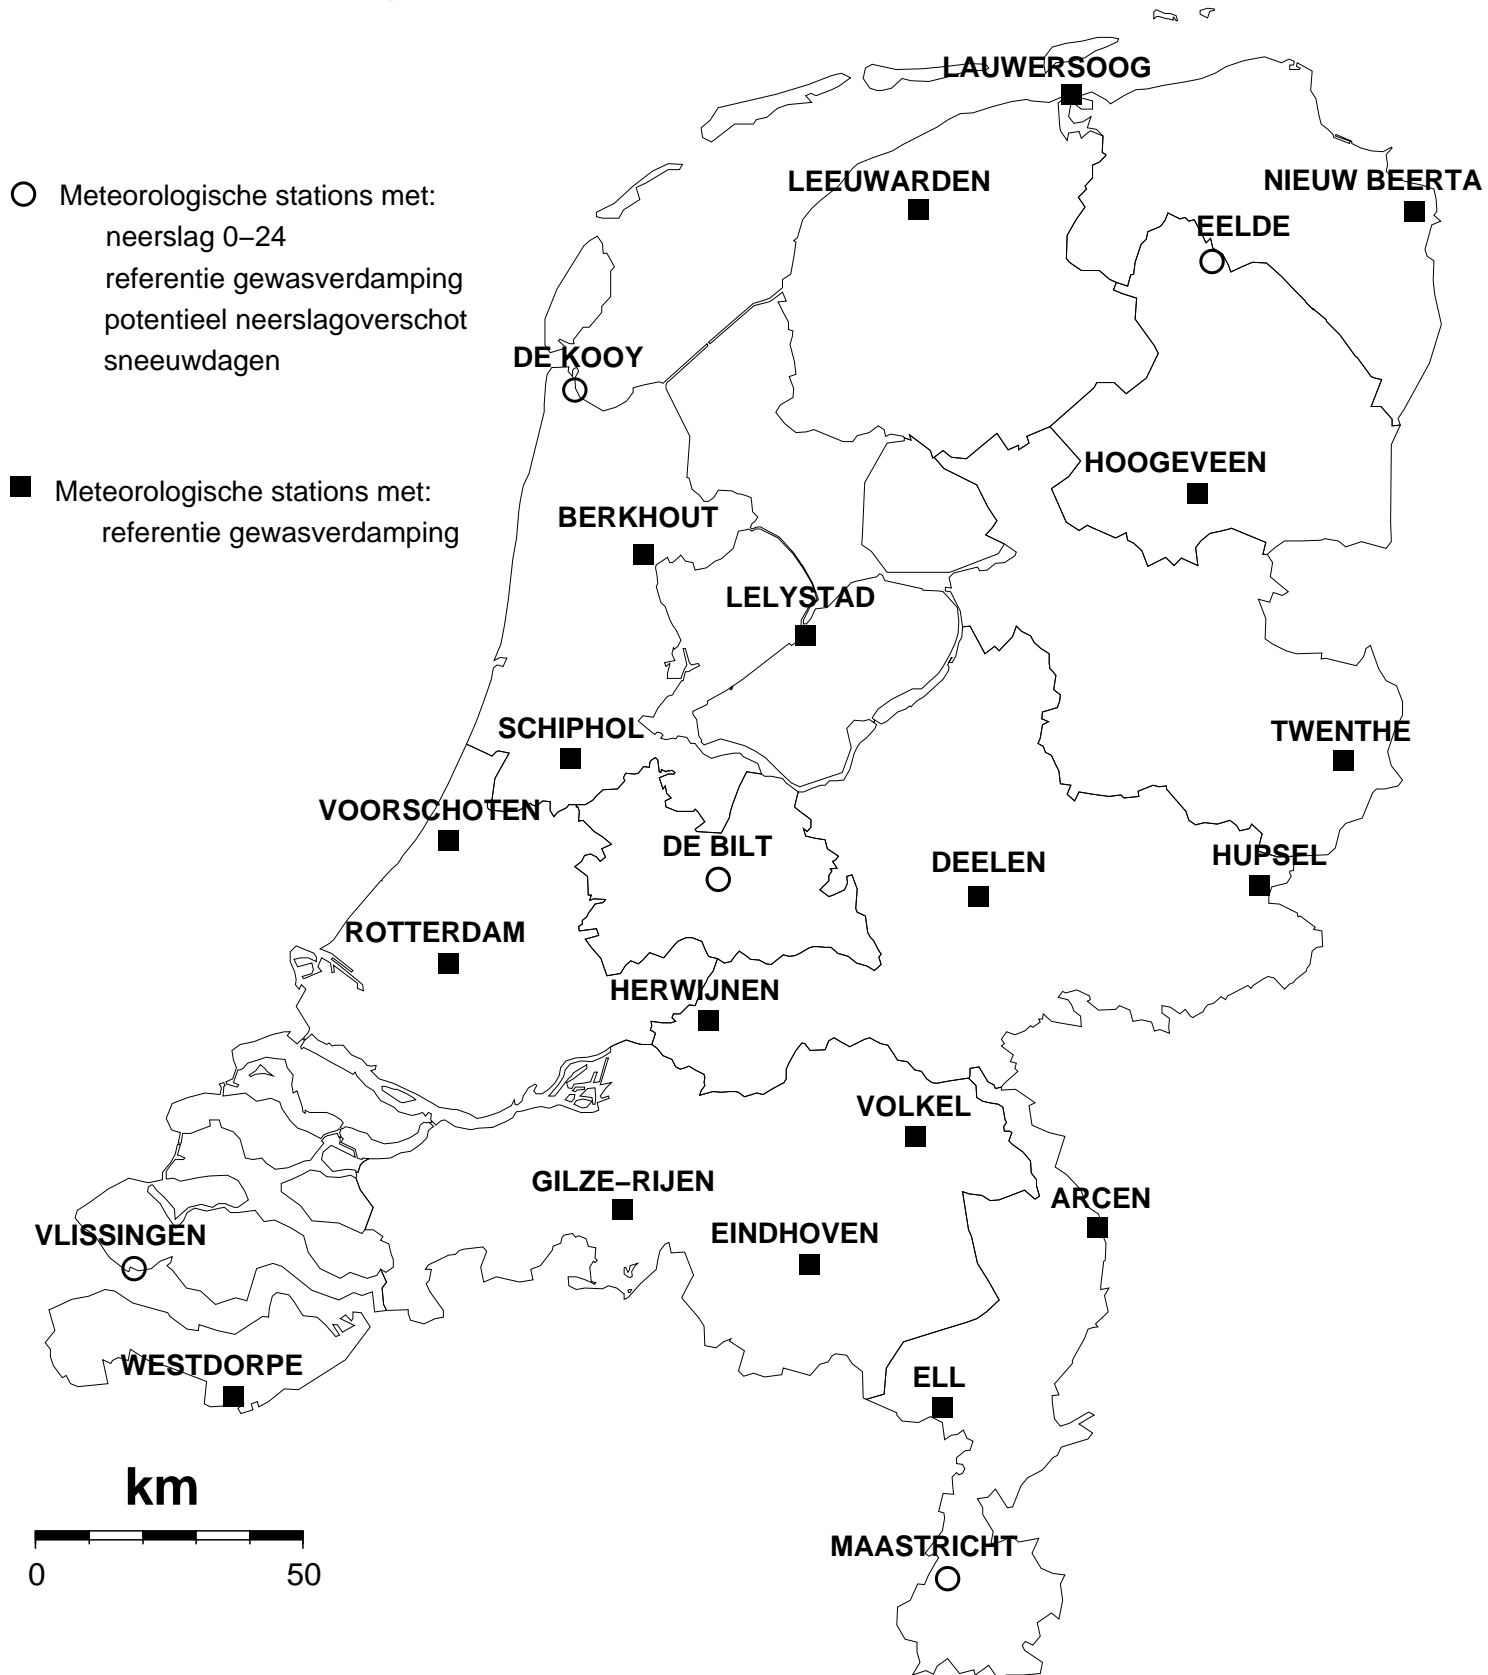 LAUWERSOOG
LEEUWARDEN
NIEUW BEERTA
Meteorologische stations met:
neerslag 0–24
EELDE
referentie gewasverdamping
potentieel neerslagoverschot
sneeuwdagen
DE KOOY
HOOGEVEEN
Meteorologische stations met:
referentie gewasverdamping
BERKHOUT
LELYSTAD
SCHIPHOL
TWENTHE
VOORSCHOTEN
DE BILT
DEELEN
HUPSEL
ROTTERDAM
HERWIJNEN
VOLKEL
GILZE–RIJEN
ARCEN
VLISSINGEN
EINDHOVEN
WESTDORPE
ELL
km
MAASTRICHT
0 50